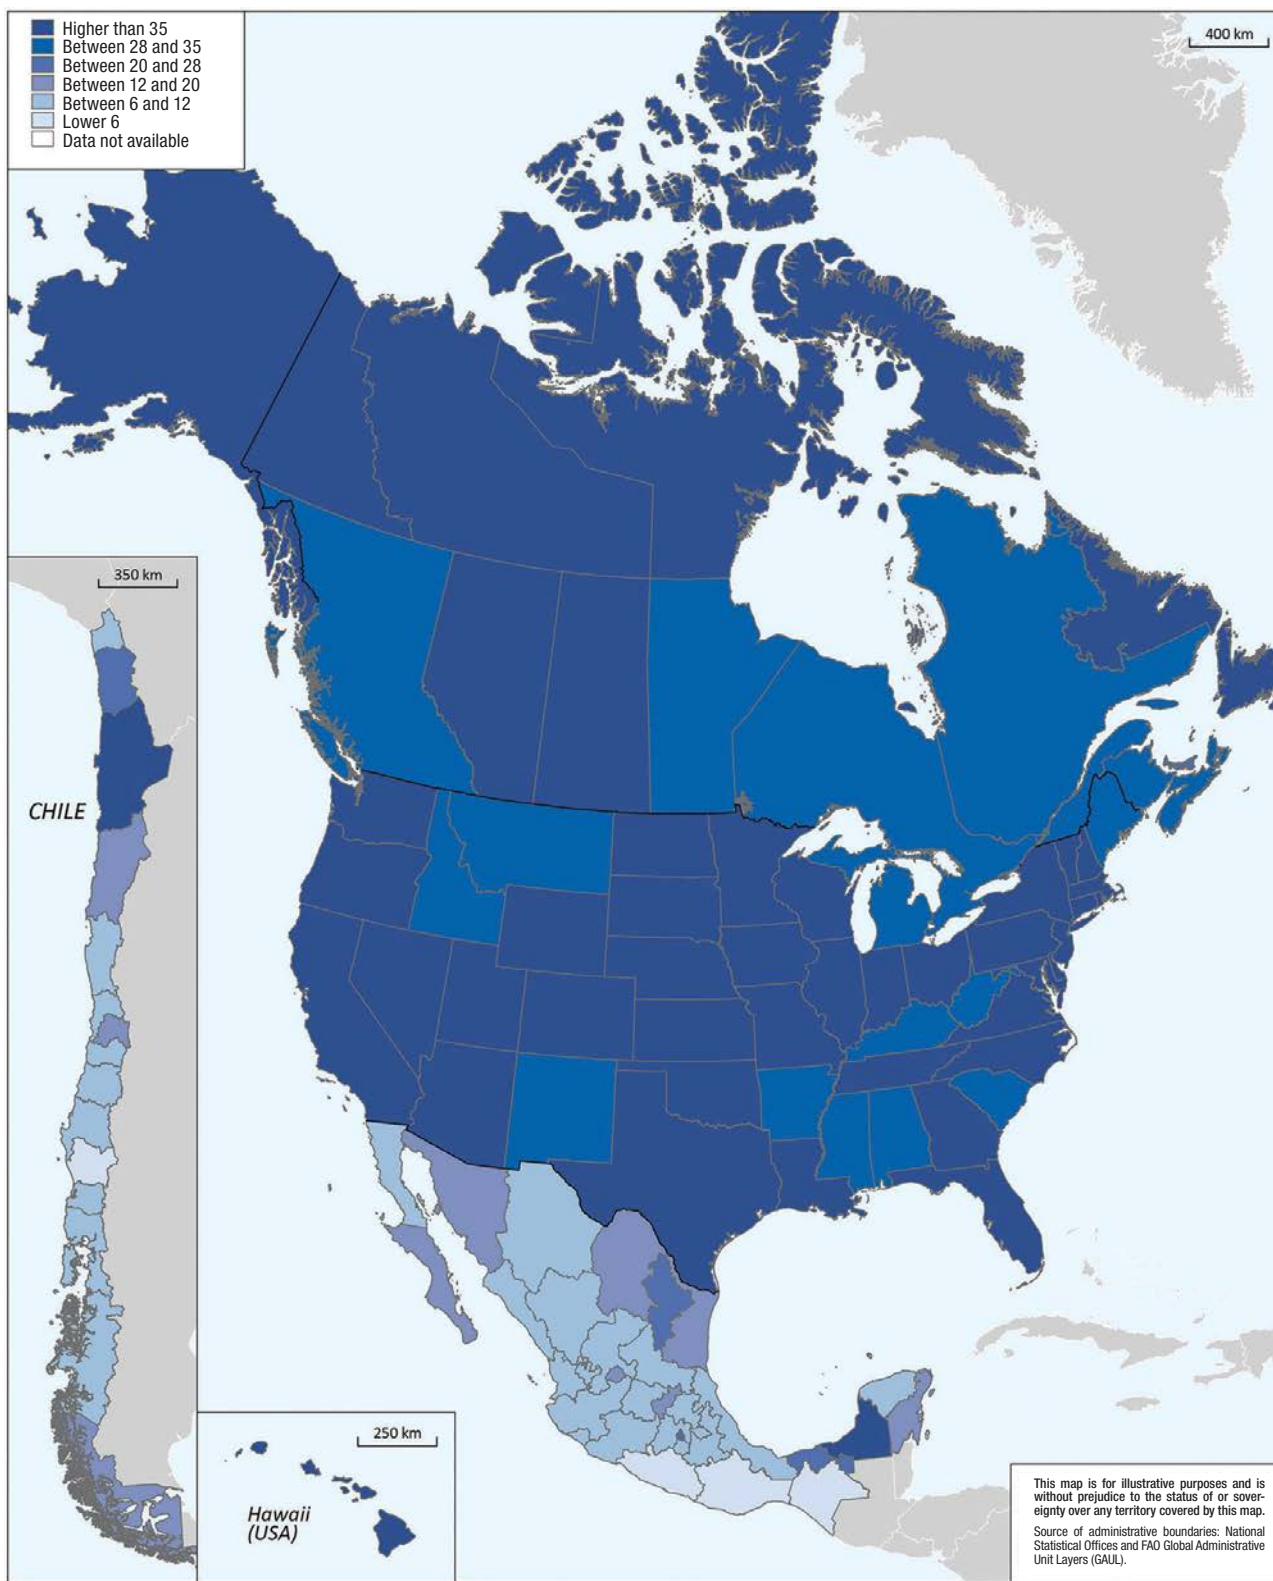 Higher than 35
Between 28 and 35
Between 20 and 28
Between 12 and 20
Between 6 and 12
Lower 6
Data not available
400 km
350 km
CHILE
250 km
Hawaii
(USA)
This map is for illustrative purposes and is
without prejudice to the status of or sover-
eignty over any territory covered by this map.
Source of administrative boundaries: National
Statistical Offices and FAO Global Administrative
Unit Layers (GAUL).